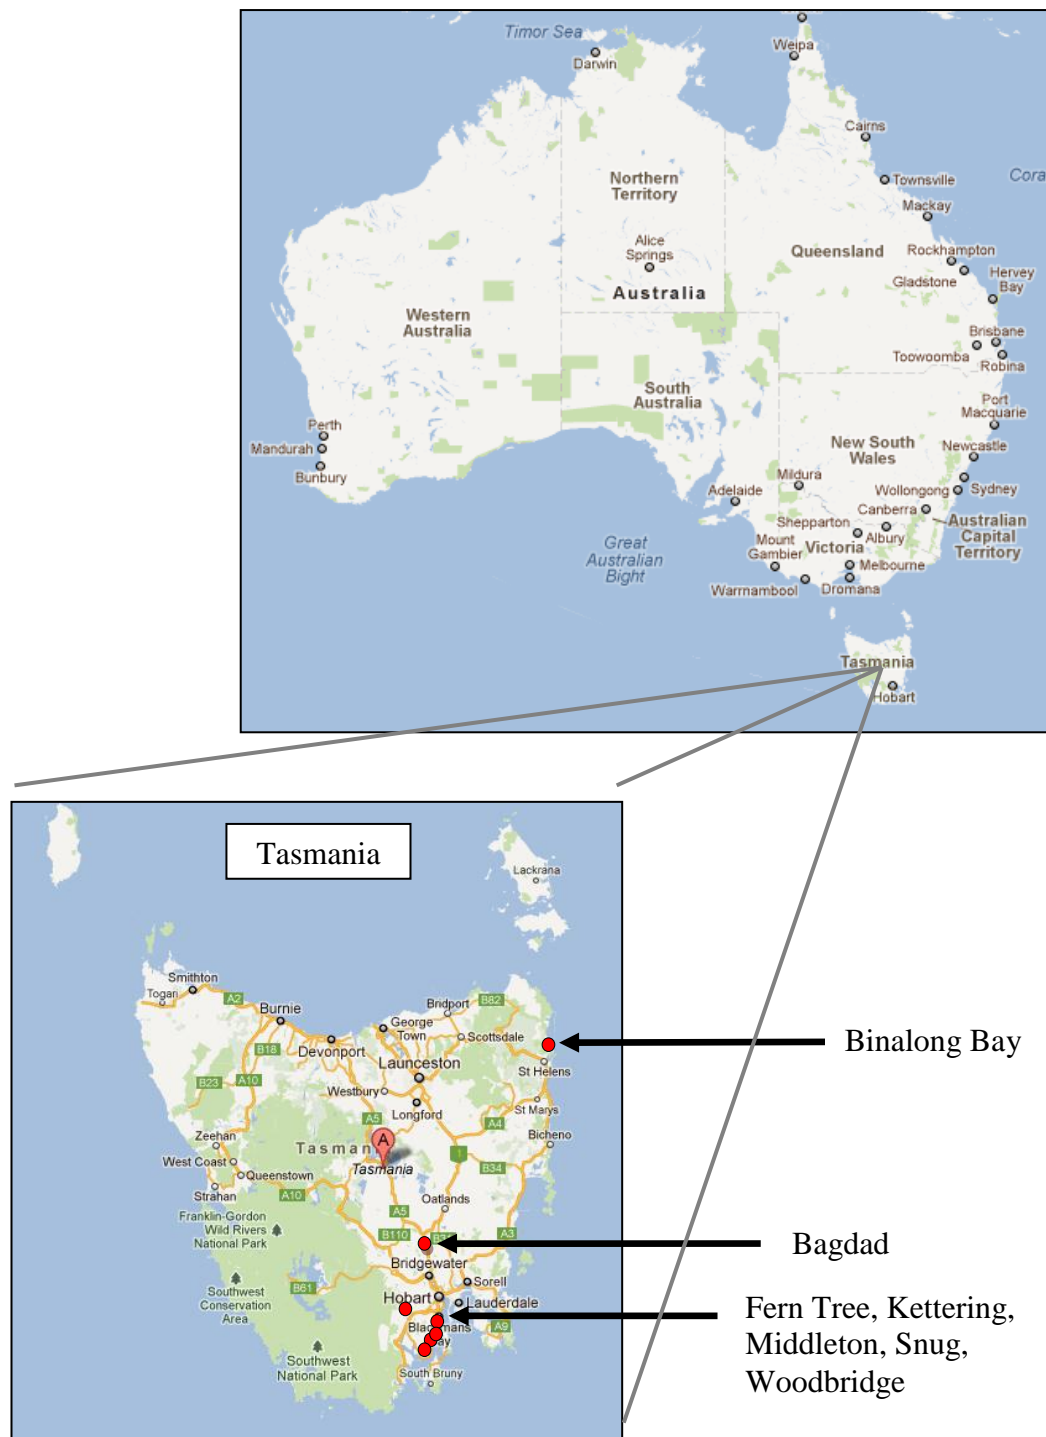 Timor Sea
Darwin
Weipa
Cairns
Townsville
Cora
Mackay
Northern
Territory
Alice
Springs
Queensland
Rockhampton
Gladstone
Hervey
Bay
Australia
Western
Australia
Brisbane
Toowoomba
Robina
South
Australia
Port
Macquarie
Perth
Mandurah
Bunbury
New South
Wales
Newcastle
Mildura
Adelaide
Wollongong
Sydney
Canberra
Shepparton
Albury
Australian
Capital
Territory
Great
Australian
Bight
Mount
Gambier
Victoria
Melbourne
Warrnambool
Dromana
Tasmania
Hobart
Tasmania
Lackrana
Smithton
Togari
A2
Burnie
Bridport
B82
George
Town
Scottsdale
Devonport
B18
Launceston
Binalong Bay
St Helens
B23
A10
Westbury
Longford
St Marys
A5
A4
Zeehan
Bicheno
Tasmani
A
1
West Coast
Tasmania
B34
Queenstown
Strahan
A10
Oatlands
A5
Franklin-Gordon
Wild Rivers
National Park
B110
B31
A3
Bagdad
Bridgewater
Southwest
Conservation
Area
B61
Sorell
Hobart
Lauderdale
Fern Tree, Kettering,
Middleton, Snug,
Woodbridge
Blackmans
Bay
A9
Southwest
National Park
South Bruny